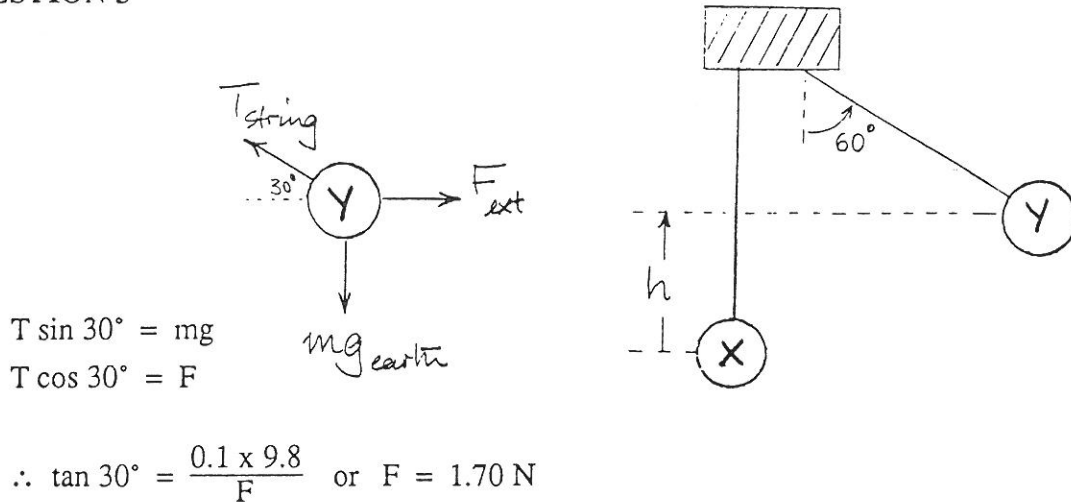 T string
30°
Y
F ext
mg earth
60°
Y
h
X
T sin 30° = mg
T cos 30° = F
∴ tan 30° = 0.1 x 9.8 / F or F = 1.70 N